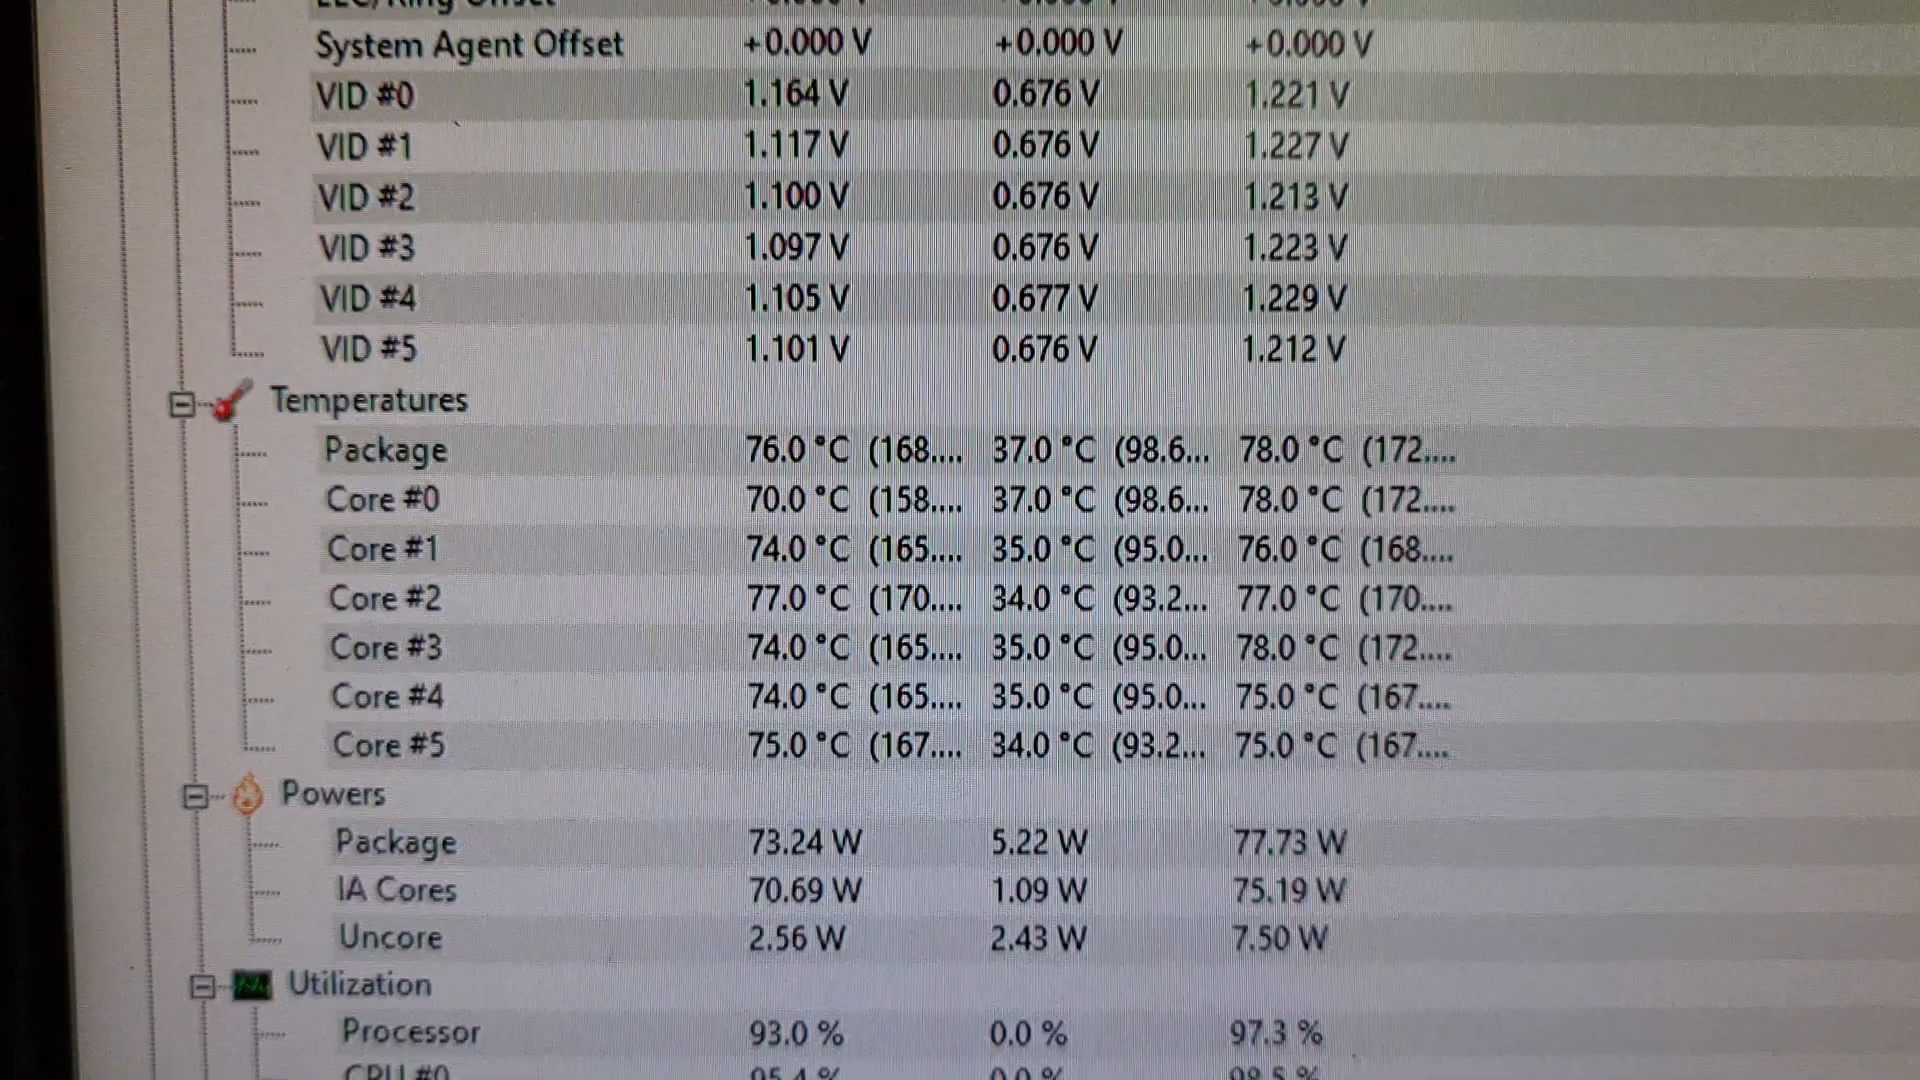 System Agent Offset +0.000 V +0.000 V +0.000 V
VID #0 1.164 V 0.676 V 1.221 V
VID #1 1.117 V 0.676 V 1.227 V
VID #2 1.100 V 0.676 V 1.213 V
VID #3 1.097 V 0.676 V 1.223 V
VID #4 1.105 V 0.677 V 1.229 V
VID #5 1.101 V 0.676 V 1.212 V
Temperatures
Package 76.0 °C (168.... 37.0 °C (98.6... 78.0 °C (172....
Core #0 70.0 °C (158.... 37.0 °C (98.6... 78.0 °C (172....
Core #1 74.0 °C (165.... 35.0 °C (95.0... 76.0 °C (168....
Core #2 77.0 °C (170.... 34.0 °C (93.2... 77.0 °C (170....
Core #3 74.0 °C (165.... 35.0 °C (95.0... 78.0 °C (172....
Core #4 74.0 °C (165.... 35.0 °C (95.0... 75.0 °C (167....
Core #5 75.0 °C (167.... 34.0 °C (93.2... 75.0 °C (167....
Powers
Package 73.24 W 5.22 W 77.73 W
IA Cores 70.69 W 1.09 W 75.19 W
Uncore 2.56 W 2.43 W 7.50 W
Utilization
Processor 93.0 % 0.0 % 97.3 %
CPU #0 95.4 % 0.0 % 98.5 %